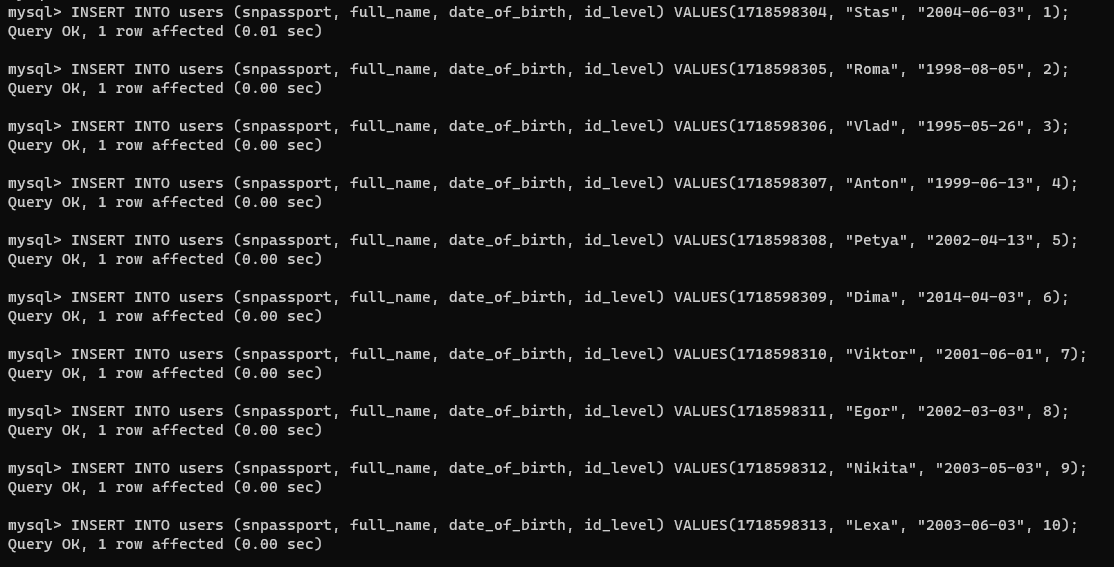 mysql> INSERT INTO users (snpassport, full_name, date_of_birth, id_level) VALUES(1718598304, "Stas", "2004-06-03", 1);
Query OK, 1 row affected (0.01 sec)
mysql> INSERT INTO users (snpassport, full_name, date_of_birth, id_level) VALUES(1718598305, "Roma", "1998-08-05", 2);
Query OK, 1 row affected (0.00 sec)
mysql> INSERT INTO users (snpassport, full_name, date_of_birth, id_level) VALUES(1718598306, "Vlad", "1995-05-26", 3);
Query OK, 1 row affected (0.00 sec)
mysql> INSERT INTO users (snpassport, full_name, date_of_birth, id_level) VALUES(1718598307, "Anton", "1999-06-13", 4);
Query OK, 1 row affected (0.00 sec)
mysql> INSERT INTO users (snpassport, full_name, date_of_birth, id_level) VALUES(1718598308, "Petya", "2002-04-13", 5);
Query OK, 1 row affected (0.00 sec)
mysql> INSERT INTO users (snpassport, full_name, date_of_birth, id_level) VALUES(1718598309, "Dima", "2014-04-03", 6);
Query OK, 1 row affected (0.00 sec)
mysql> INSERT INTO users (snpassport, full_name, date_of_birth, id_level) VALUES(1718598310, "Viktor", "2001-06-01", 7);
Query OK, 1 row affected (0.00 sec)
mysql> INSERT INTO users (snpassport, full_name, date_of_birth, id_level) VALUES(1718598311, "Egor", "2002-03-03", 8);
Query OK, 1 row affected (0.00 sec)
mysql> INSERT INTO users (snpassport, full_name, date_of_birth, id_level) VALUES(1718598312, "Nikita", "2003-05-03", 9);
Query OK, 1 row affected (0.00 sec)
mysql> INSERT INTO users (snpassport, full_name, date_of_birth, id_level) VALUES(1718598313, "Lexa", "2003-06-03", 10);
Query OK, 1 row affected (0.00 sec)